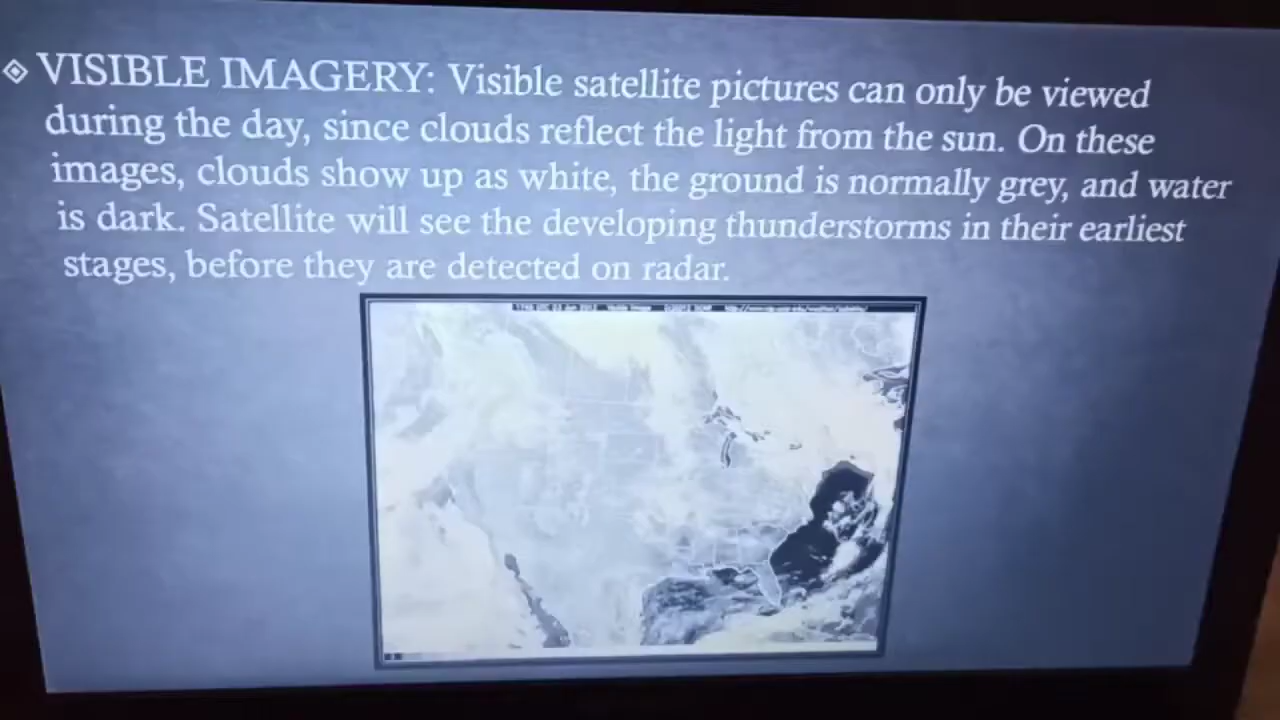 VISIBLE IMAGERY: Visible satellite pictures can only be viewed
during the day, since clouds reflect the light from the sun. On these
images, clouds show up as white, the ground is normally grey, and water
is dark. Satellite will see the developing thunderstorms in their earliest
stages, before they are detected on radar.